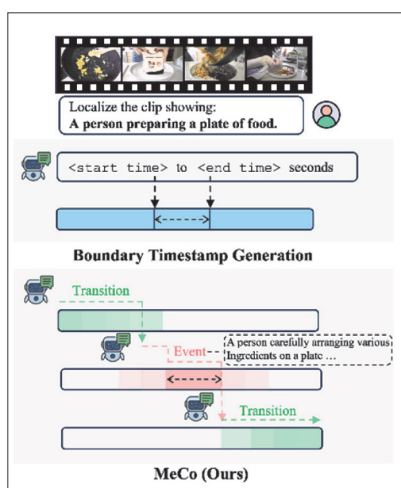 Localize the clip showing:
A person preparing a plate of food.
<start time> to <end time> seconds
Boundary Timestamp Generation
Transition
Event
A person carefully arranging various
Ingredients on a plate ...
Transition
MeCo (Ours)